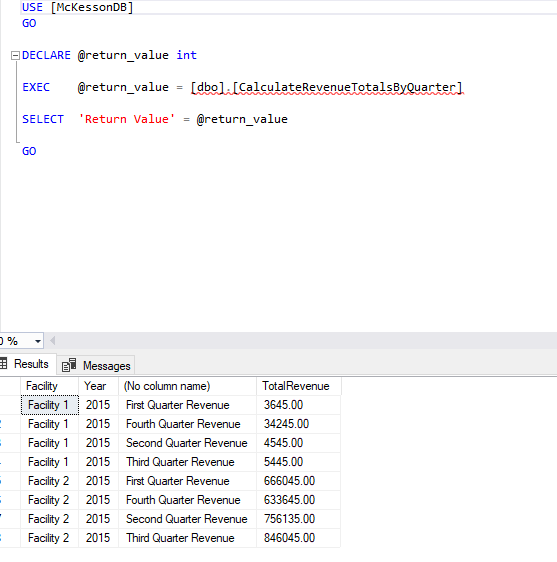 USE [McKessonDB]
GO
DECLARE @return_value int
EXEC @return_value = [dbo].[CalculateRevenueTotalsByQuarter]
SELECT 'Return Value' = @return_value
GO
0 %
Results Messages
Facility Year (No column name) TotalRevenue
Facility 1 2015 First Quarter Revenue 3645.00
Facility 1 2015 Fourth Quarter Revenue 34245.00
Facility 1 2015 Second Quarter Revenue 4545.00
Facility 1 2015 Third Quarter Revenue 5445.00
Facility 2 2015 First Quarter Revenue 666045.00
Facility 2 2015 Fourth Quarter Revenue 633645.00
Facility 2 2015 Second Quarter Revenue 756135.00
Facility 2 2015 Third Quarter Revenue 846045.00